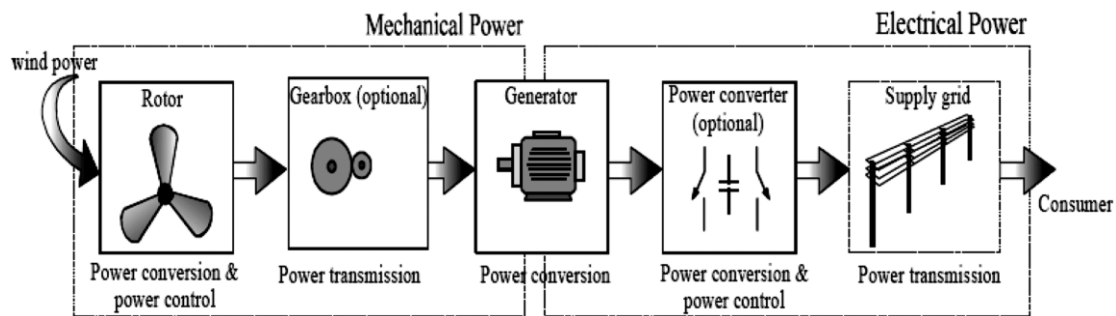 Mechanical Power
Electrical Power
wind power
Rotor
Gearbox (optional)
Generator
Power converter
(optional)
Supply grid
Consumer
Power conversion &
power control
Power transmission
Power conversion
Power conversion &
power control
Power transmission